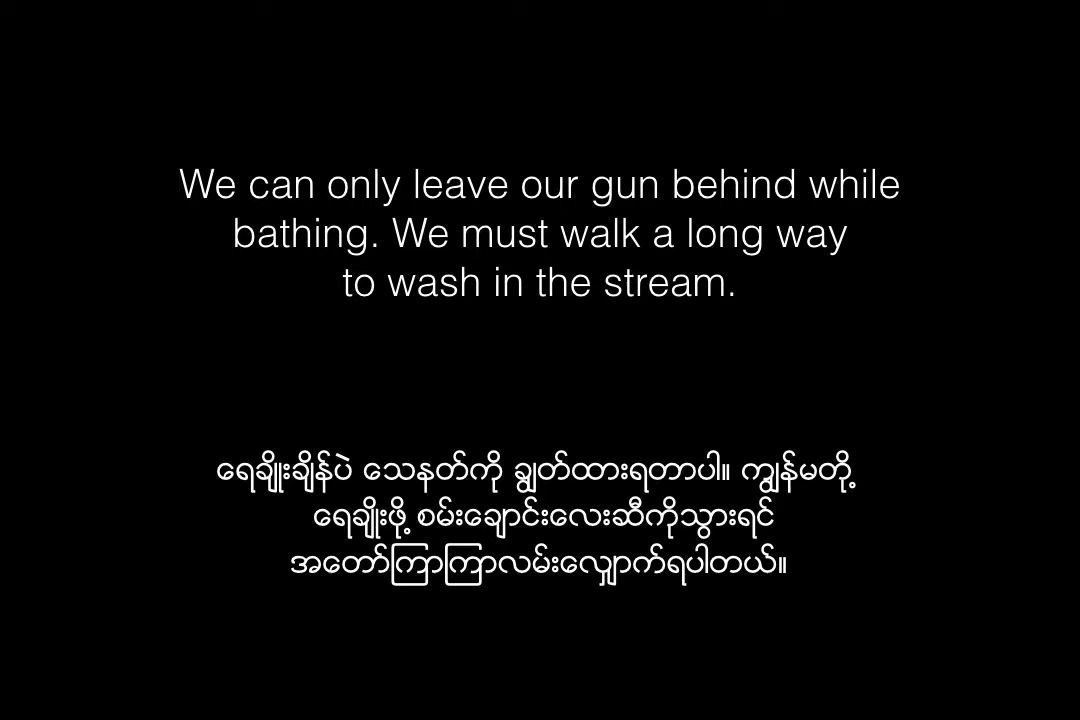 We can only leave our gun behind while
bathing. We must walk a long way
to wash in the stream.
ရေချိုးချိန်ပဲ သေနတ်ကို ချွတ်ထားရတာပါ။ ကျွန်မတို့
ရေချိုးဖို့ စမ်းချောင်းလေးဆီကိုသွားရင်
အတော်ကြာကြာလမ်းလျှောက်ရပါတယ်။